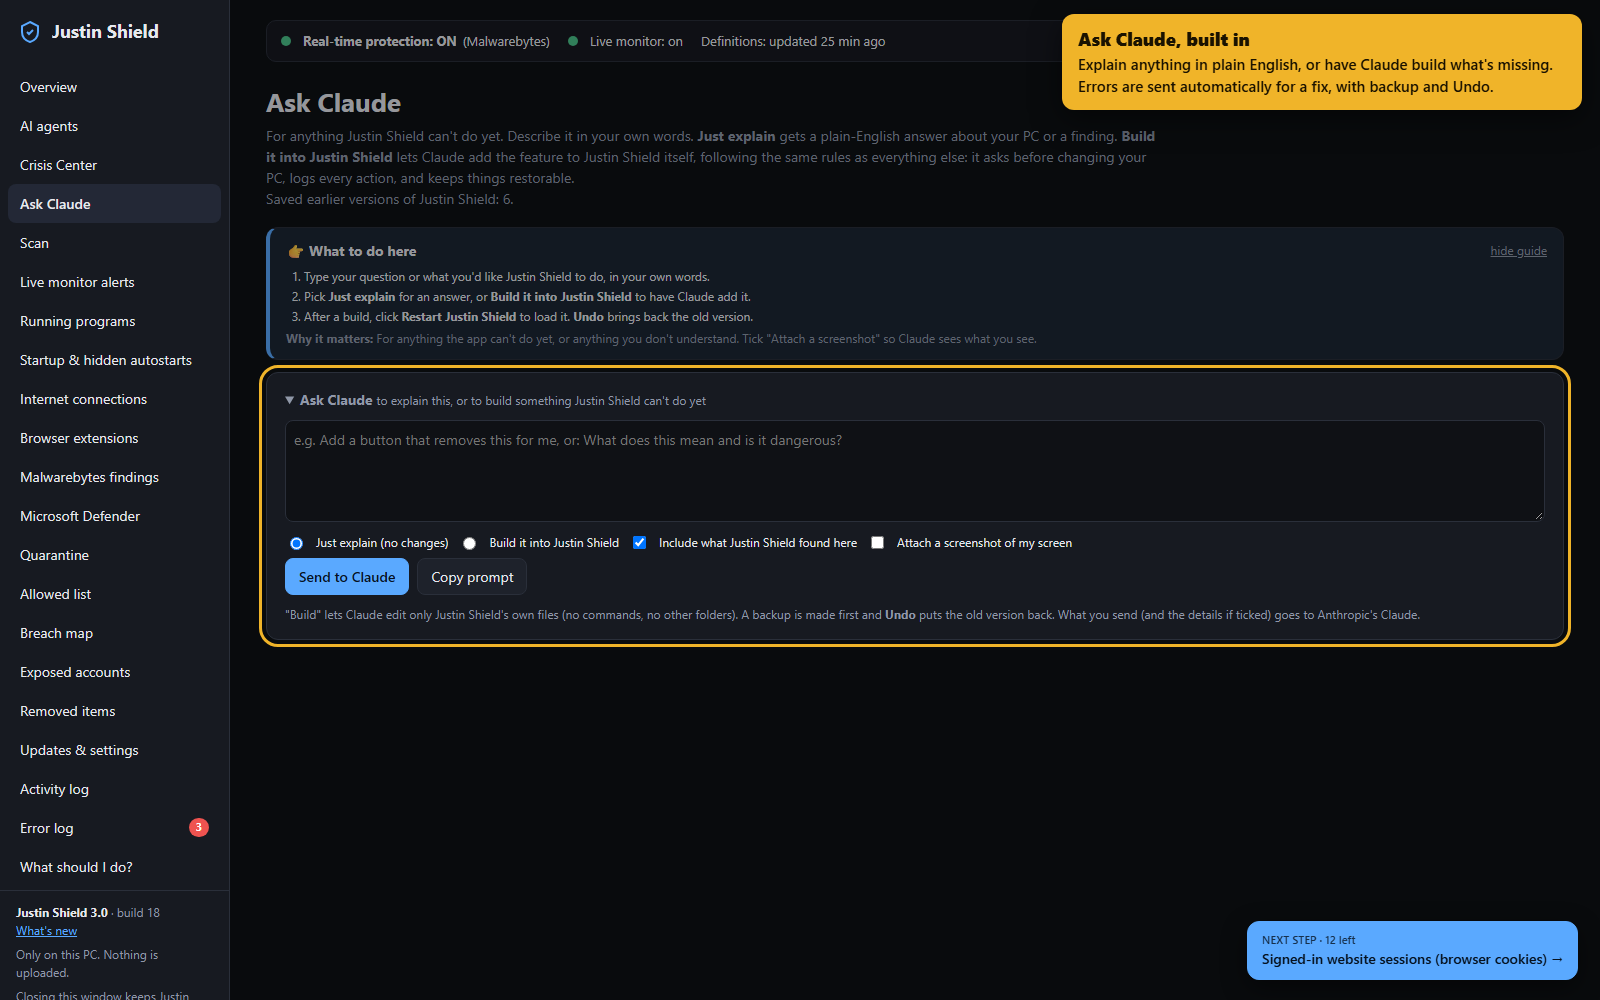 Justin Shield
Overview
AI agents
Crisis Center
Ask Claude
Scan
Live monitor alerts
Running programs
Startup & hidden autostarts
Internet connections
Browser extensions
Malwarebytes findings
Microsoft Defender
Quarantine
Allowed list
Breach map
Exposed accounts
Removed items
Updates & settings
Activity log
Error log 3
What should I do?
Justin Shield 3.0 · build 18
What's new
Only on this PC. Nothing is
uploaded.
Closing this window keeps Justin
Real-time protection: ON (Malwarebytes) Live monitor: on Definitions: updated 25 min ago
Ask Claude, built in
Explain anything in plain English, or have Claude build what's missing.
Errors are sent automatically for a fix, with backup and Undo.
Ask Claude
For anything Justin Shield can't do yet. Describe it in your own words. Just explain gets a plain-English answer about your PC or a finding. Build
it into Justin Shield lets Claude add the feature to Justin Shield itself, following the same rules as everything else: it asks before changing your
PC, logs every action, and keeps things restorable.
Saved earlier versions of Justin Shield: 6.
What to do here
hide guide
1. Type your question or what you'd like Justin Shield to do, in your own words.
2. Pick Just explain for an answer, or Build it into Justin Shield to have Claude add it.
3. After a build, click Restart Justin Shield to load it. Undo brings back the old version.
Why it matters: For anything the app can't do yet, or anything you don't understand. Tick "Attach a screenshot" so Claude sees what you see.
Ask Claude to explain this, or to build something Justin Shield can't do yet
e.g. Add a button that removes this for me, or: What does this mean and is it dangerous?
Just explain (no changes) Build it into Justin Shield Include what Justin Shield found here Attach a screenshot of my screen
Send to Claude Copy prompt
"Build" lets Claude edit only Justin Shield's own files (no commands, no other folders). A backup is made first and Undo puts the old version back. What you send (and the details if ticked) goes to Anthropic's Claude.
NEXT STEP · 12 left
Signed-in website sessions (browser cookies) →